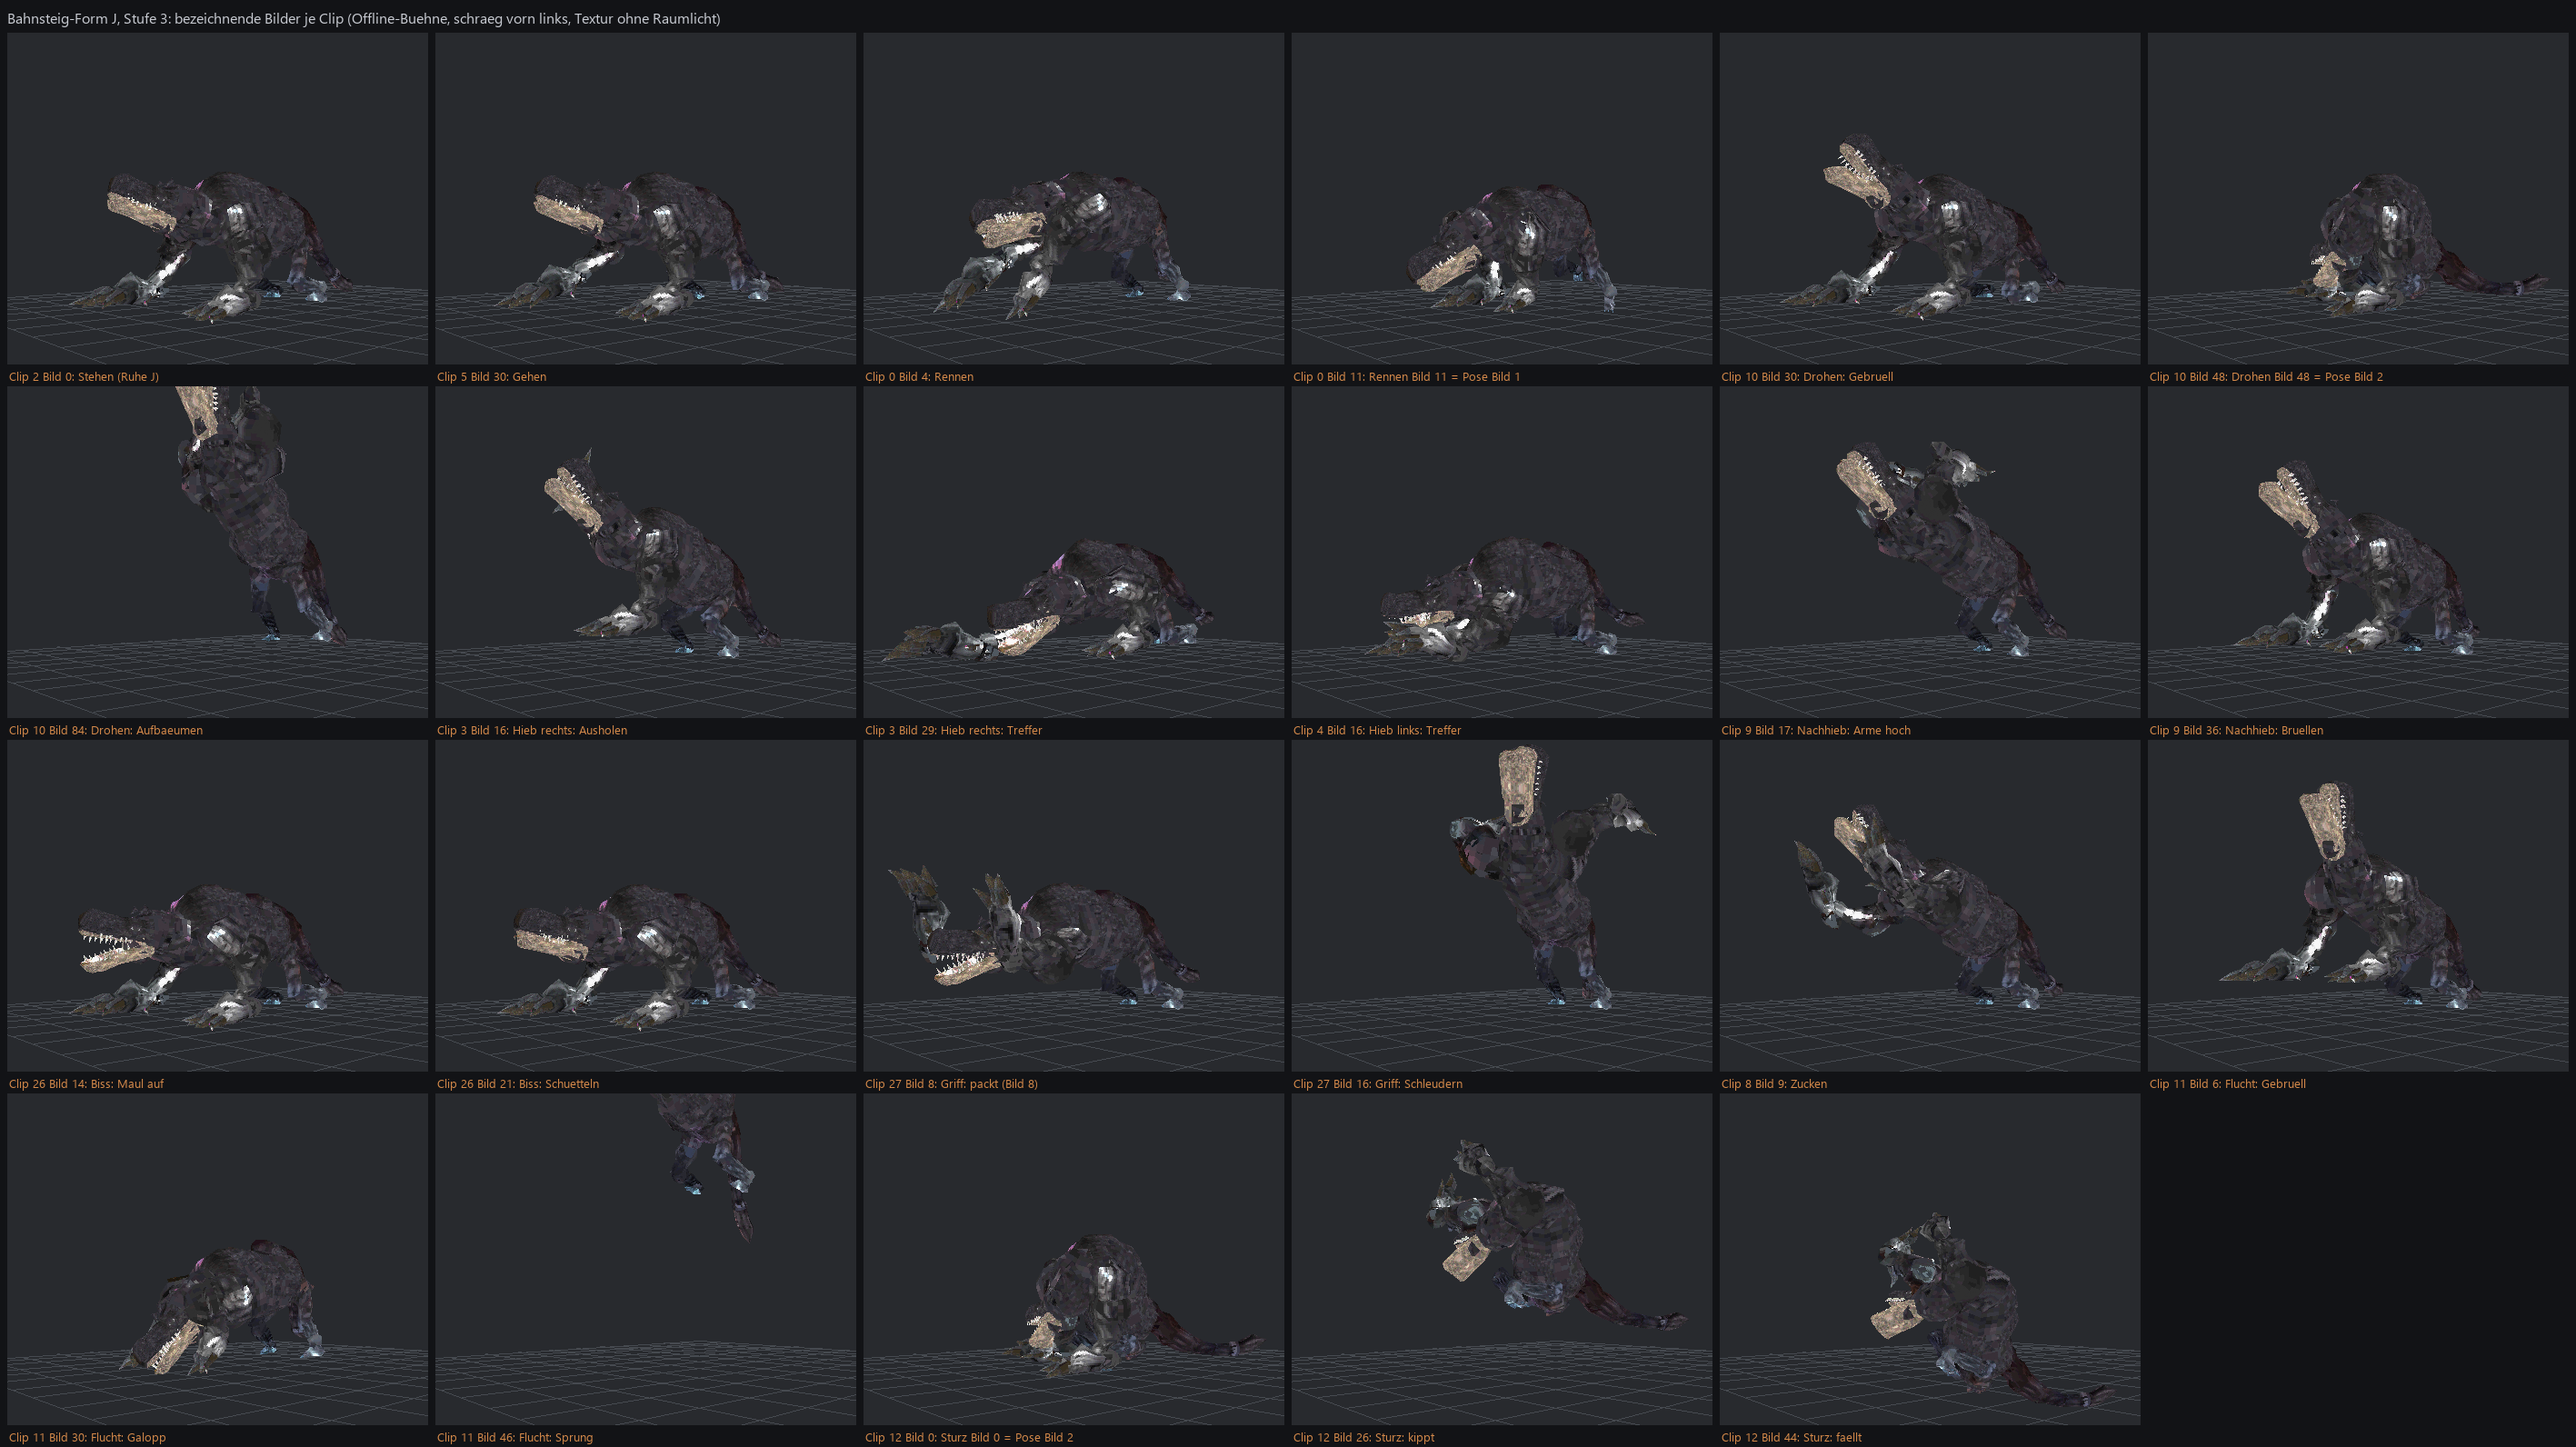 Bahnsteig-Form J, Stufe 3: bezeichnende Bilder je Clip (Offline-Buehne, schraeg vorn links, Textur ohne Raumlicht)
Clip 2 Bild 0: Stehen (Ruhe J)
Clip 5 Bild 30: Gehen
Clip 0 Bild 4: Rennen
Clip 0 Bild 11: Rennen Bild 11 = Pose Bild 1
Clip 10 Bild 30: Drohen: Gebruell
Clip 10 Bild 48: Drohen Bild 48 = Pose Bild 2
Clip 10 Bild 84: Drohen: Aufbaeumen
Clip 3 Bild 16: Hieb rechts: Ausholen
Clip 3 Bild 29: Hieb rechts: Treffer
Clip 4 Bild 16: Hieb links: Treffer
Clip 9 Bild 17: Nachhieb: Arme hoch
Clip 9 Bild 36: Nachhieb: Bruellen
Clip 26 Bild 14: Biss: Maul auf
Clip 26 Bild 21: Biss: Schuetteln
Clip 27 Bild 8: Griff: packt (Bild 8)
Clip 27 Bild 16: Griff: Schleudern
Clip 8 Bild 9: Zucken
Clip 11 Bild 6: Flucht: Gebruell
Clip 11 Bild 30: Flucht: Galopp
Clip 11 Bild 46: Flucht: Sprung
Clip 12 Bild 0: Sturz Bild 0 = Pose Bild 2
Clip 12 Bild 26: Sturz: kippt
Clip 12 Bild 44: Sturz: faellt